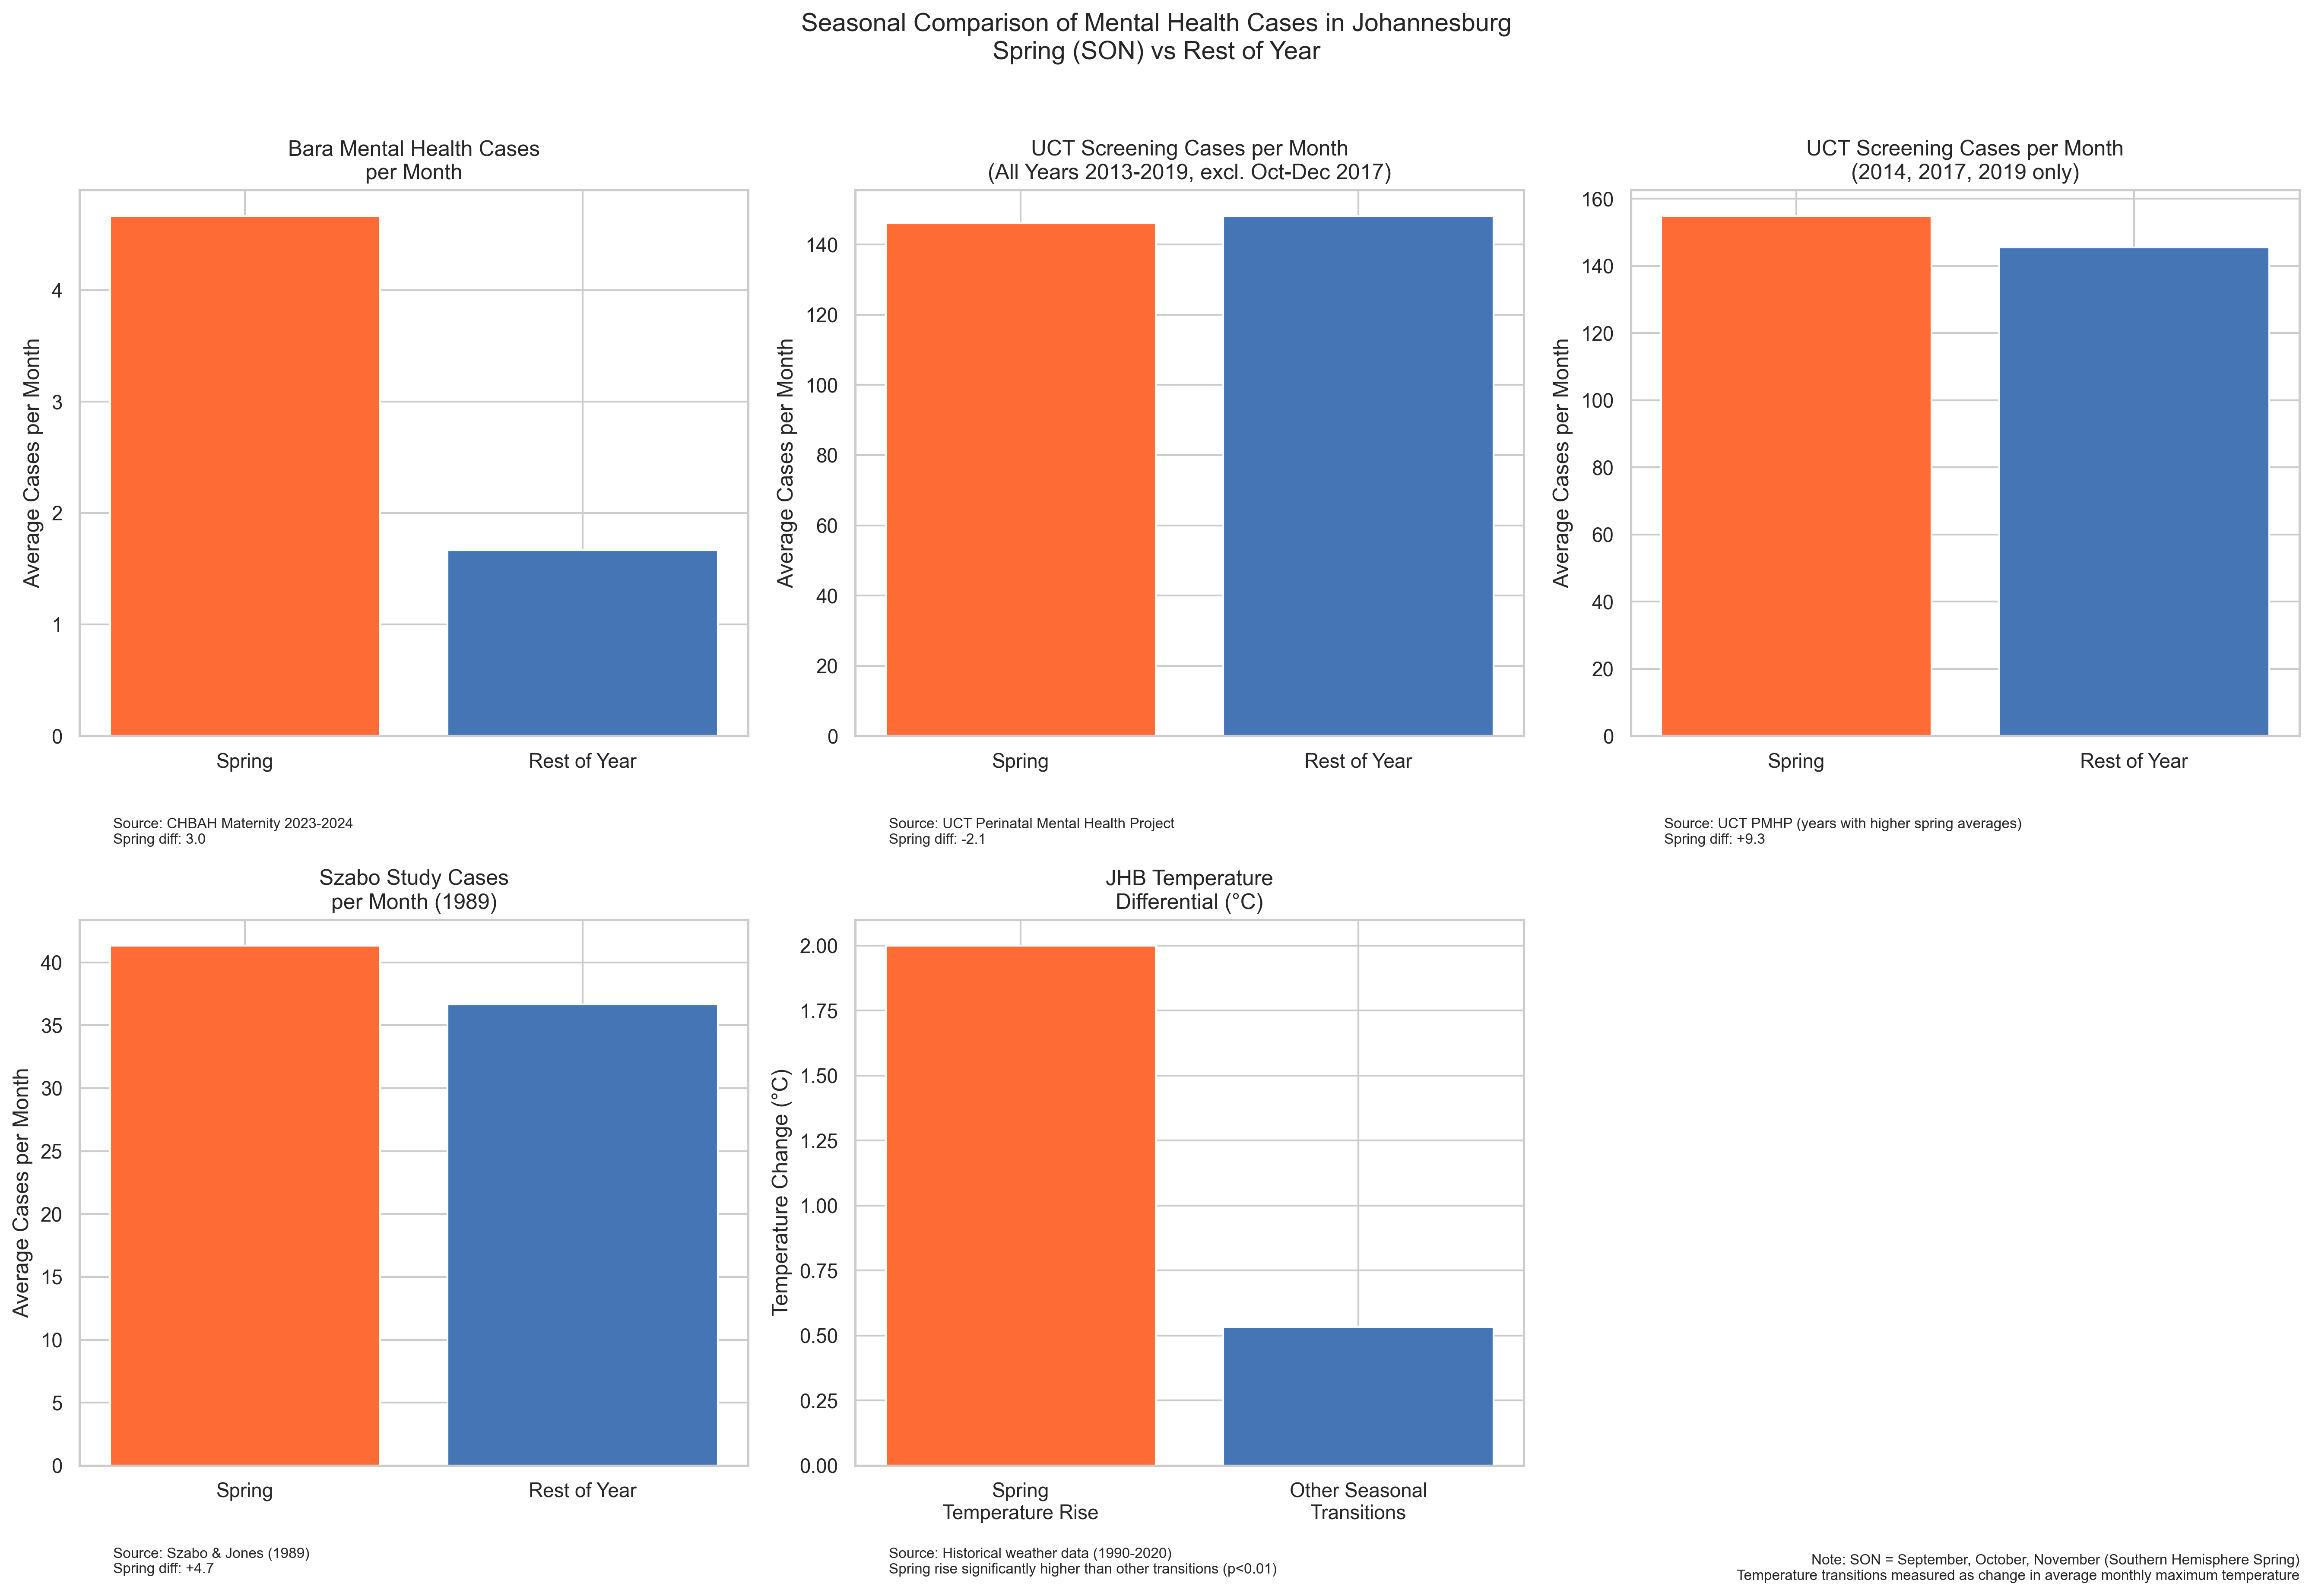 Seasonal Comparison of Mental Health Cases in Johannesburg
Spring (SON) vs Rest of Year
Bara Mental Health Cases
per Month
Average Cases per Month
4
3
2
1
0
Spring
Rest of Year
Source: CHBAH Maternity 2023-2024
Spring diff: 3.0
UCT Screening Cases per Month
(All Years 2013-2019, excl. Oct-Dec 2017)
Average Cases per Month
140
120
100
80
60
40
20
0
Spring
Rest of Year
Source: UCT Perinatal Mental Health Project
Spring diff: -2.1
UCT Screening Cases per Month
(2014, 2017, 2019 only)
Average Cases per Month
160
140
120
100
80
60
40
20
0
Spring
Rest of Year
Source: UCT PMHP (years with higher spring averages)
Spring diff: +9.3
Szabo Study Cases
per Month (1989)
Average Cases per Month
40
35
30
25
20
15
10
5
0
Spring
Rest of Year
Source: Szabo & Jones (1989)
Spring diff: +4.7
JHB Temperature
Differential (°C)
Temperature Change (°C)
2.00
1.75
1.50
1.25
1.00
0.75
0.50
0.25
0.00
Spring
Temperature Rise
Other Seasonal
Transitions
Source: Historical weather data (1990-2020)
Spring rise significantly higher than other transitions (p<0.01)
Note: SON = September, October, November (Southern Hemisphere Spring)
Temperature transitions measured as change in average monthly maximum temperature